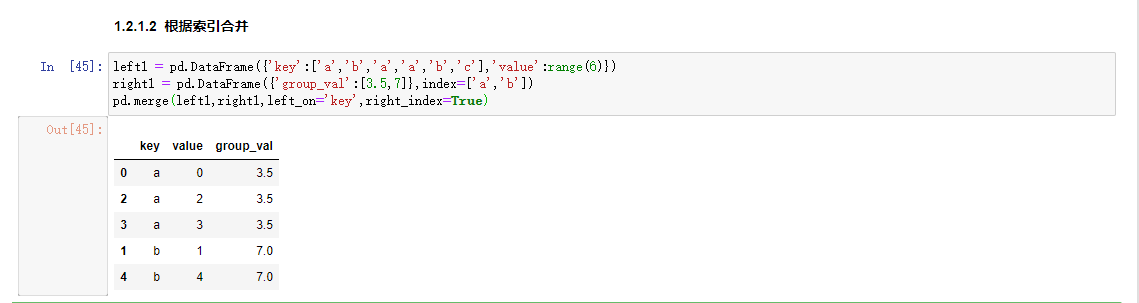 1.2.1.2 根据索引合并
In [45]: left1 = pd.DataFrame({'key':['a','b','a','a','b','c'],'value':range(6)})
right1 = pd.DataFrame({'group_val':[3.5,7]},index=['a','b'])
pd.merge(left1,right1,left_on='key',right_index=True)
Out[45]:
key value group_val
0 a 0 3.5
2 a 2 3.5
3 a 3 3.5
1 b 1 7.0
4 b 4 7.0